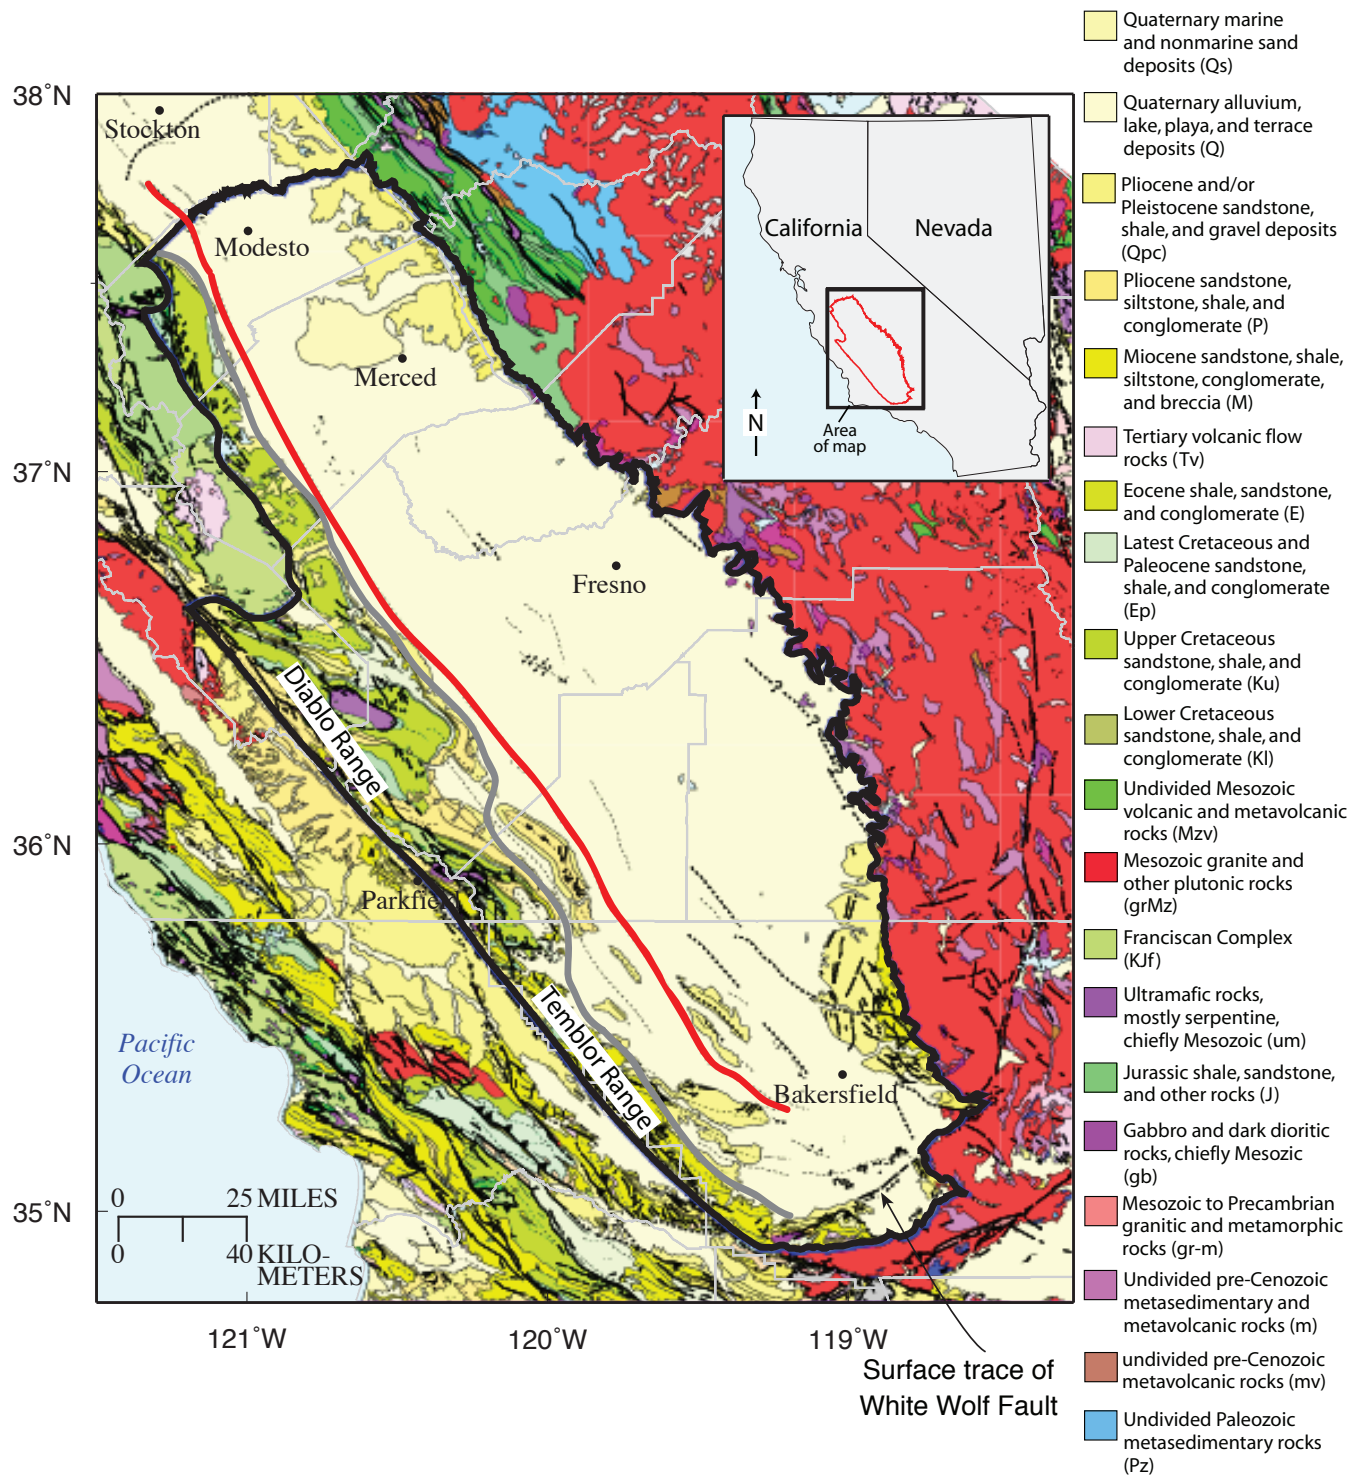 38˚N
37˚N
36˚N
35˚N
121˚W
120˚W
119˚W
Stockton
Modesto
Merced
Fresno
Parkfield
Bakersfield
Diablo Range
Temblor Range
Pacific
Ocean
0
25 MILES
0
40 KILO-
METERS
California
Nevada
N
Area
of map
Surface trace of
White Wolf Fault
Quaternary marine
and nonmarine sand
deposits (Qs)
Quaternary alluvium,
lake, playa, and terrace
deposits (Q)
Pliocene and/or
Pleistocene sandstone,
shale, and gravel deposits
(Qpc)
Pliocene sandstone,
siltstone, shale, and
conglomerate (P)
Miocene sandstone, shale,
siltstone, conglomerate,
and breccia (M)
Tertiary volcanic flow
rocks (Tv)
Eocene shale, sandstone,
and conglomerate (E)
Latest Cretaceous and
Paleocene sandstone,
shale, and conglomerate
(Ep)
Upper Cretaceous
sandstone, shale, and
conglomerate (Ku)
Lower Cretaceous
sandstone, shale, and
conglomerate (Kl)
Undivided Mesozoic
volcanic and metavolcanic
rocks (Mzv)
Mesozoic granite and
other plutonic rocks
(grMz)
Franciscan Complex
(KJf)
Ultramafic rocks,
mostly serpentine,
chiefly Mesozoic (um)
Jurassic shale, sandstone,
and other rocks (J)
Gabbro and dark dioritic
rocks, chiefly Mesozic
(gb)
Mesozoic to Precambrian
granitic and metamorphic
rocks (gr-m)
Undivided pre-Cenozoic
metasedimentary and
metavolcanic rocks (m)
undivided pre-Cenozoic
metavolcanic rocks (mv)
Undivided Paleozoic
metasedimentary rocks
(Pz)